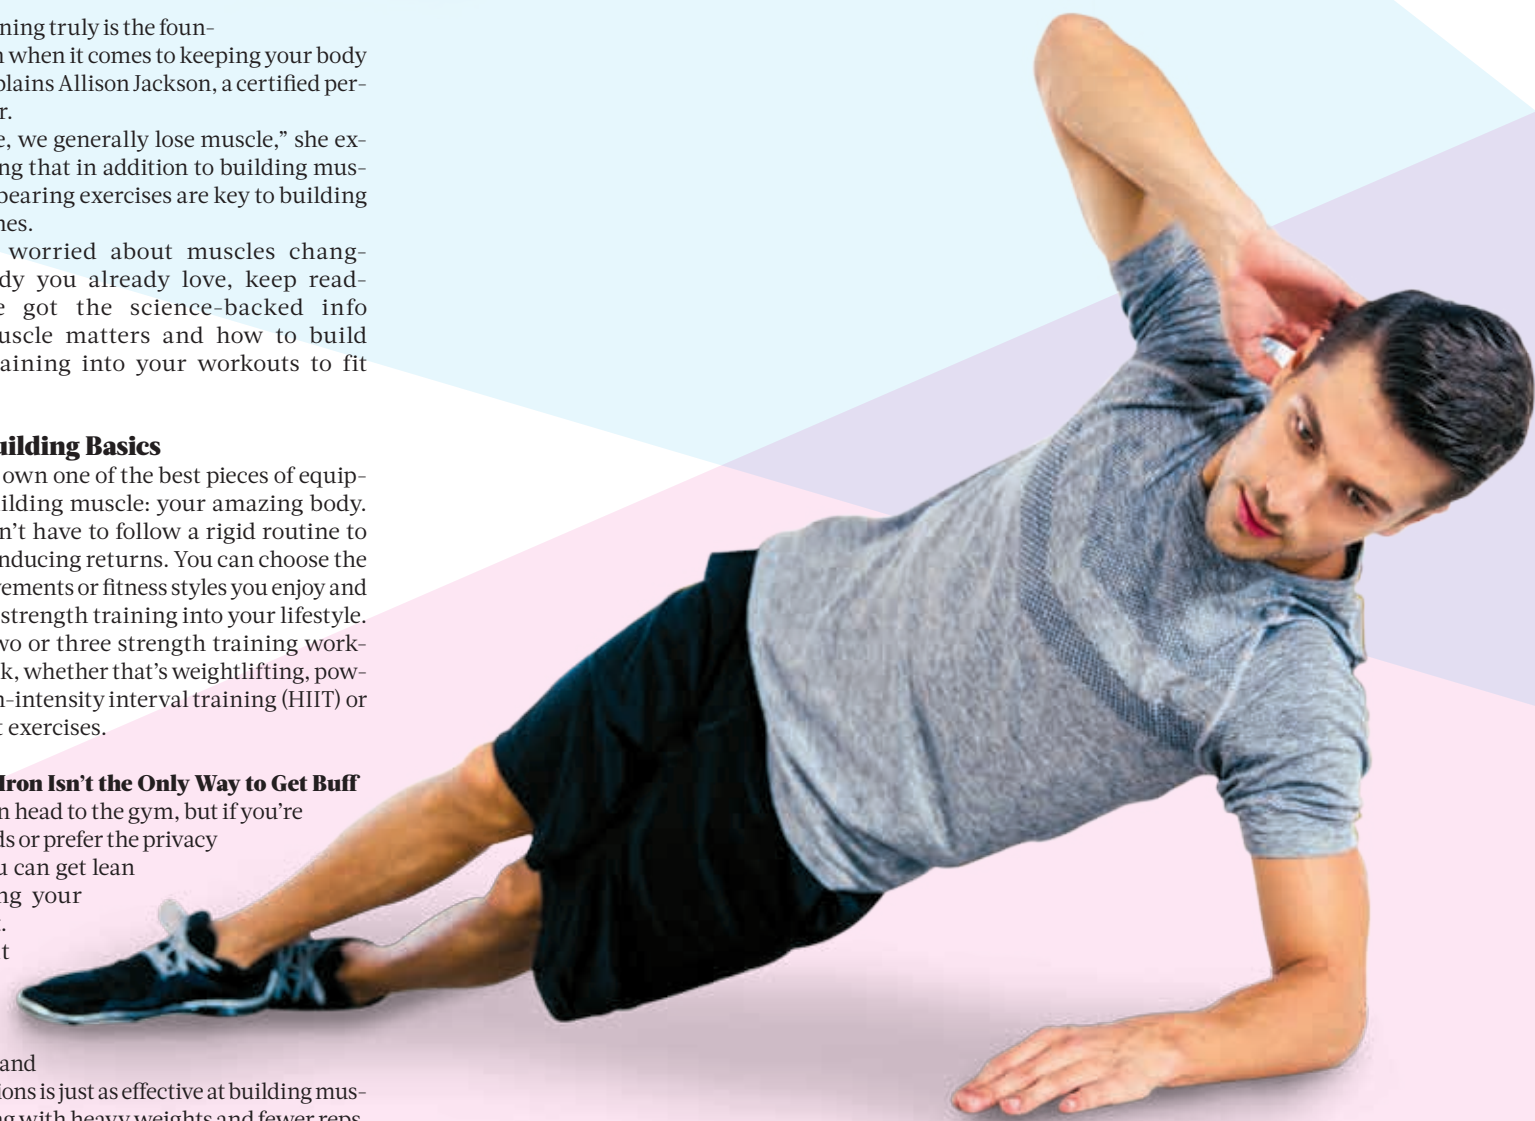 ning truly is the foun-
when it comes to keeping your body
plains Allison Jackson, a certified per-
r.
e, we generally lose muscle,” she ex-
ng that in addition to building mus-
bearing exercises are key to building
nes.
worried about muscles chang-
dy you already love, keep read-
e got the science-backed info
uscle matters and how to build
aining into your workouts to fit
uilding Basics
own one of the best pieces of equip-
uilding muscle: your amazing body.
n’t have to follow a rigid routine to
nducing returns. You can choose the
vements or fitness styles you enjoy and
strength training into your lifestyle.
wo or three strength training work-
k, whether that’s weightlifting, pow-
h-intensity interval training (HIIT) or
t exercises.
Iron Isn’t the Only Way to Get Buff
n head to the gym, but if you’re
ds or prefer the privacy
u can get lean
ng your
t
and
ions is just as effective at building mus-
ng with heavy weights and fewer reps,